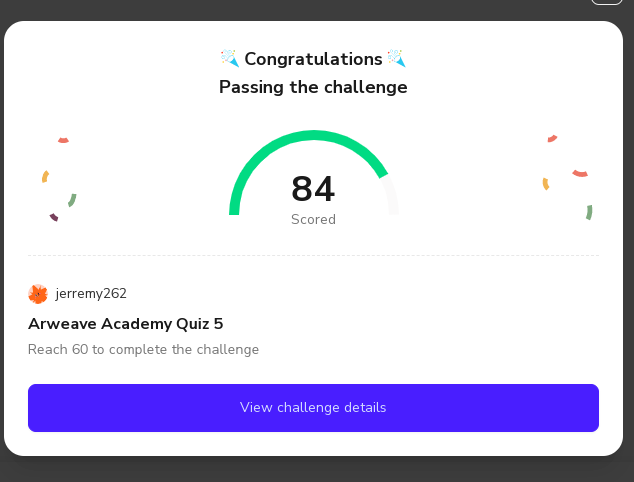 Congratulations
Passing the challenge
84
Scored
jerremy262
Arweave Academy Quiz 5
Reach 60 to complete the challenge
View challenge details